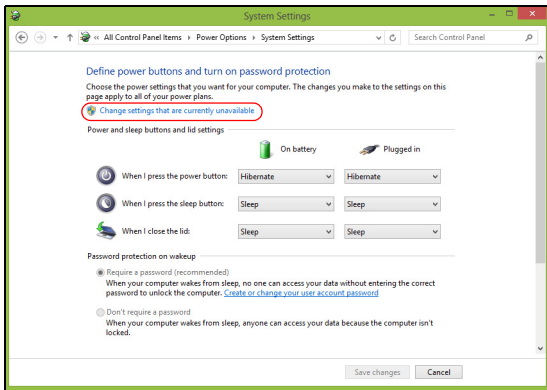 System Settings
« All Control Panel Items ▸ Power Options ▸ System Settings
Search Control Panel
Define power buttons and turn on password protection
Choose the power settings that you want for your computer. The changes you make to the settings on this
page apply to all of your power plans.
Change settings that are currently unavailable
Power and sleep buttons and lid settings
On battery Plugged in
When I press the power button: Hibernate Hibernate
When I press the sleep button: Sleep Sleep
When I close the lid: Sleep Sleep
Password protection on wakeup
Require a password (recommended)
When your computer wakes from sleep, no one can access your data without entering the correct
password to unlock the computer. Create or change your user account password
Don't require a password
When your computer wakes from sleep, anyone can access your data because the computer isn't
locked.
Save changes Cancel